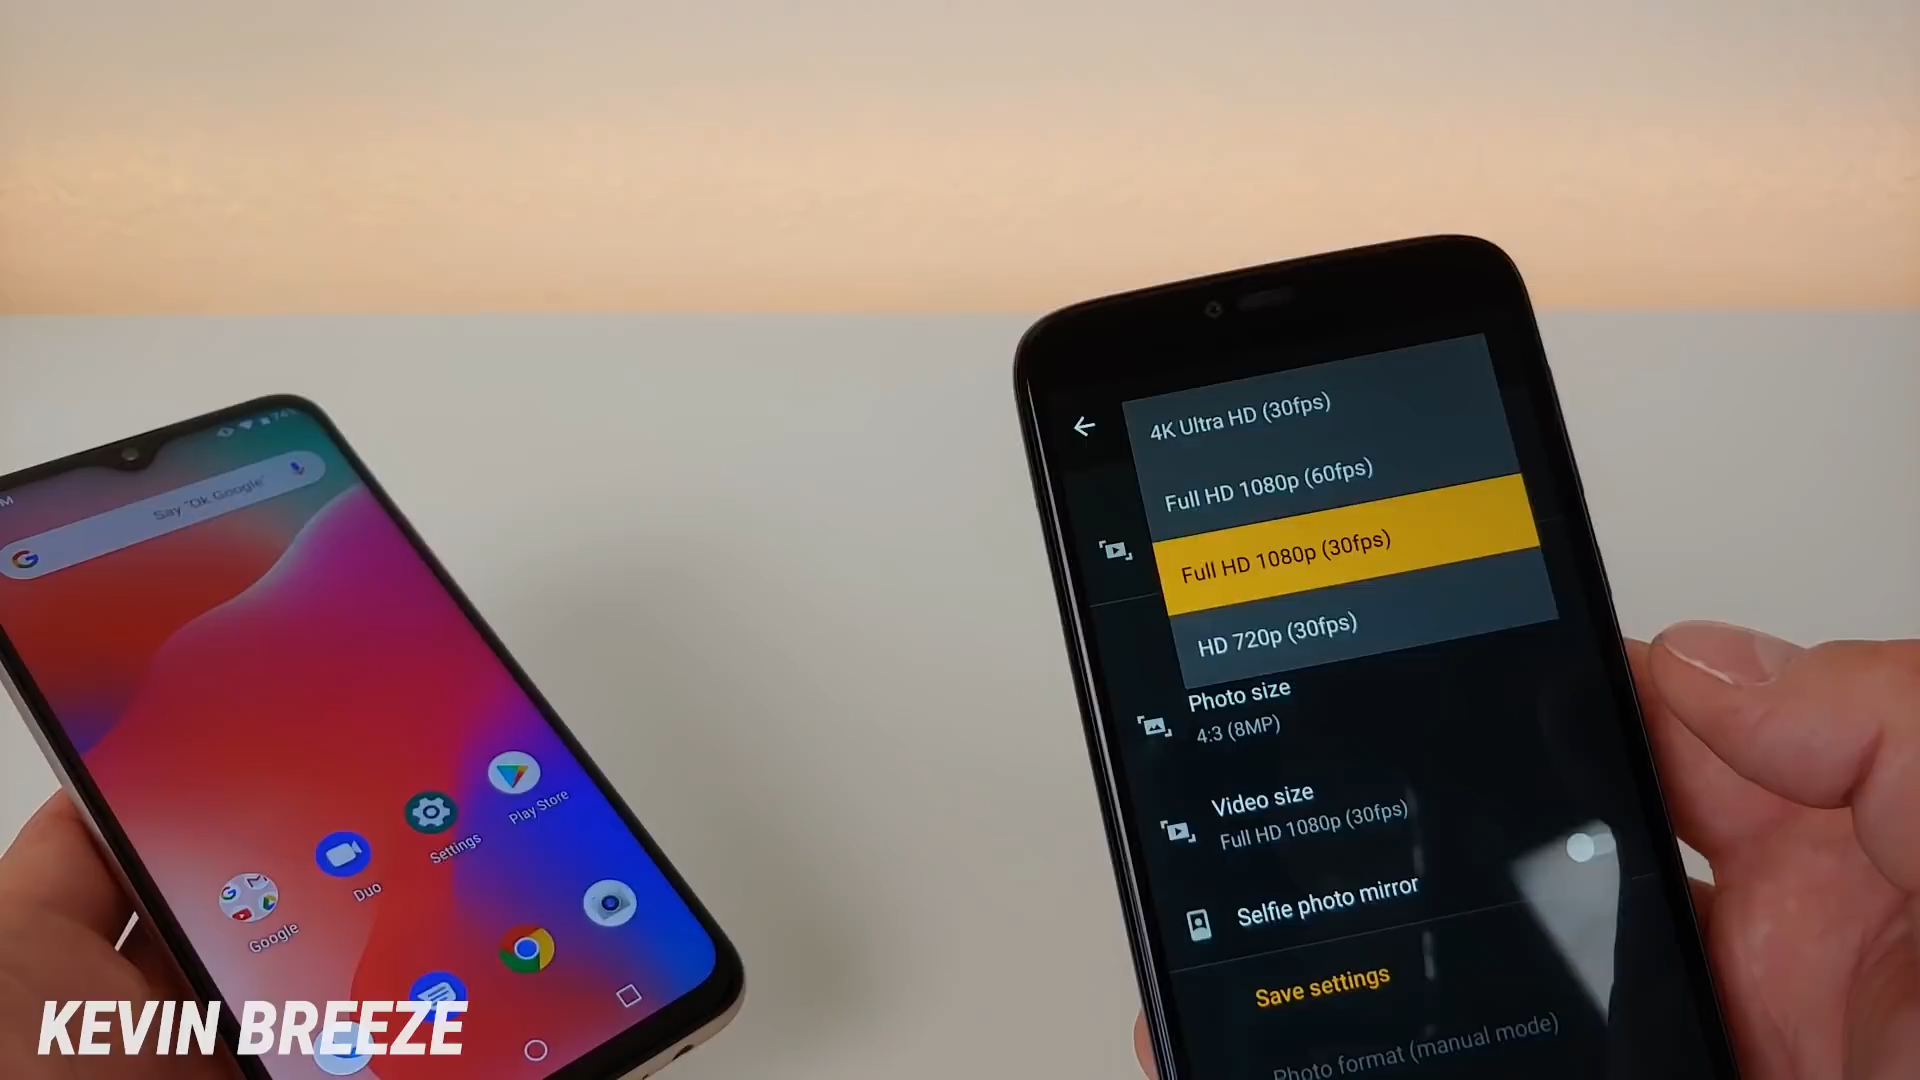 M
74%
Say "Ok Google"
Play Store
Settings
Duo
Google
4K Ultra HD (30fps)
Full HD 1080p (60fps)
Full HD 1080p (30fps)
HD 720p (30fps)
Photo size
4:3 (8MP)
Video size
Full HD 1080p (30fps)
Selfie photo mirror
Save settings
Photo format (manual mode)
KEVIN BREEZE